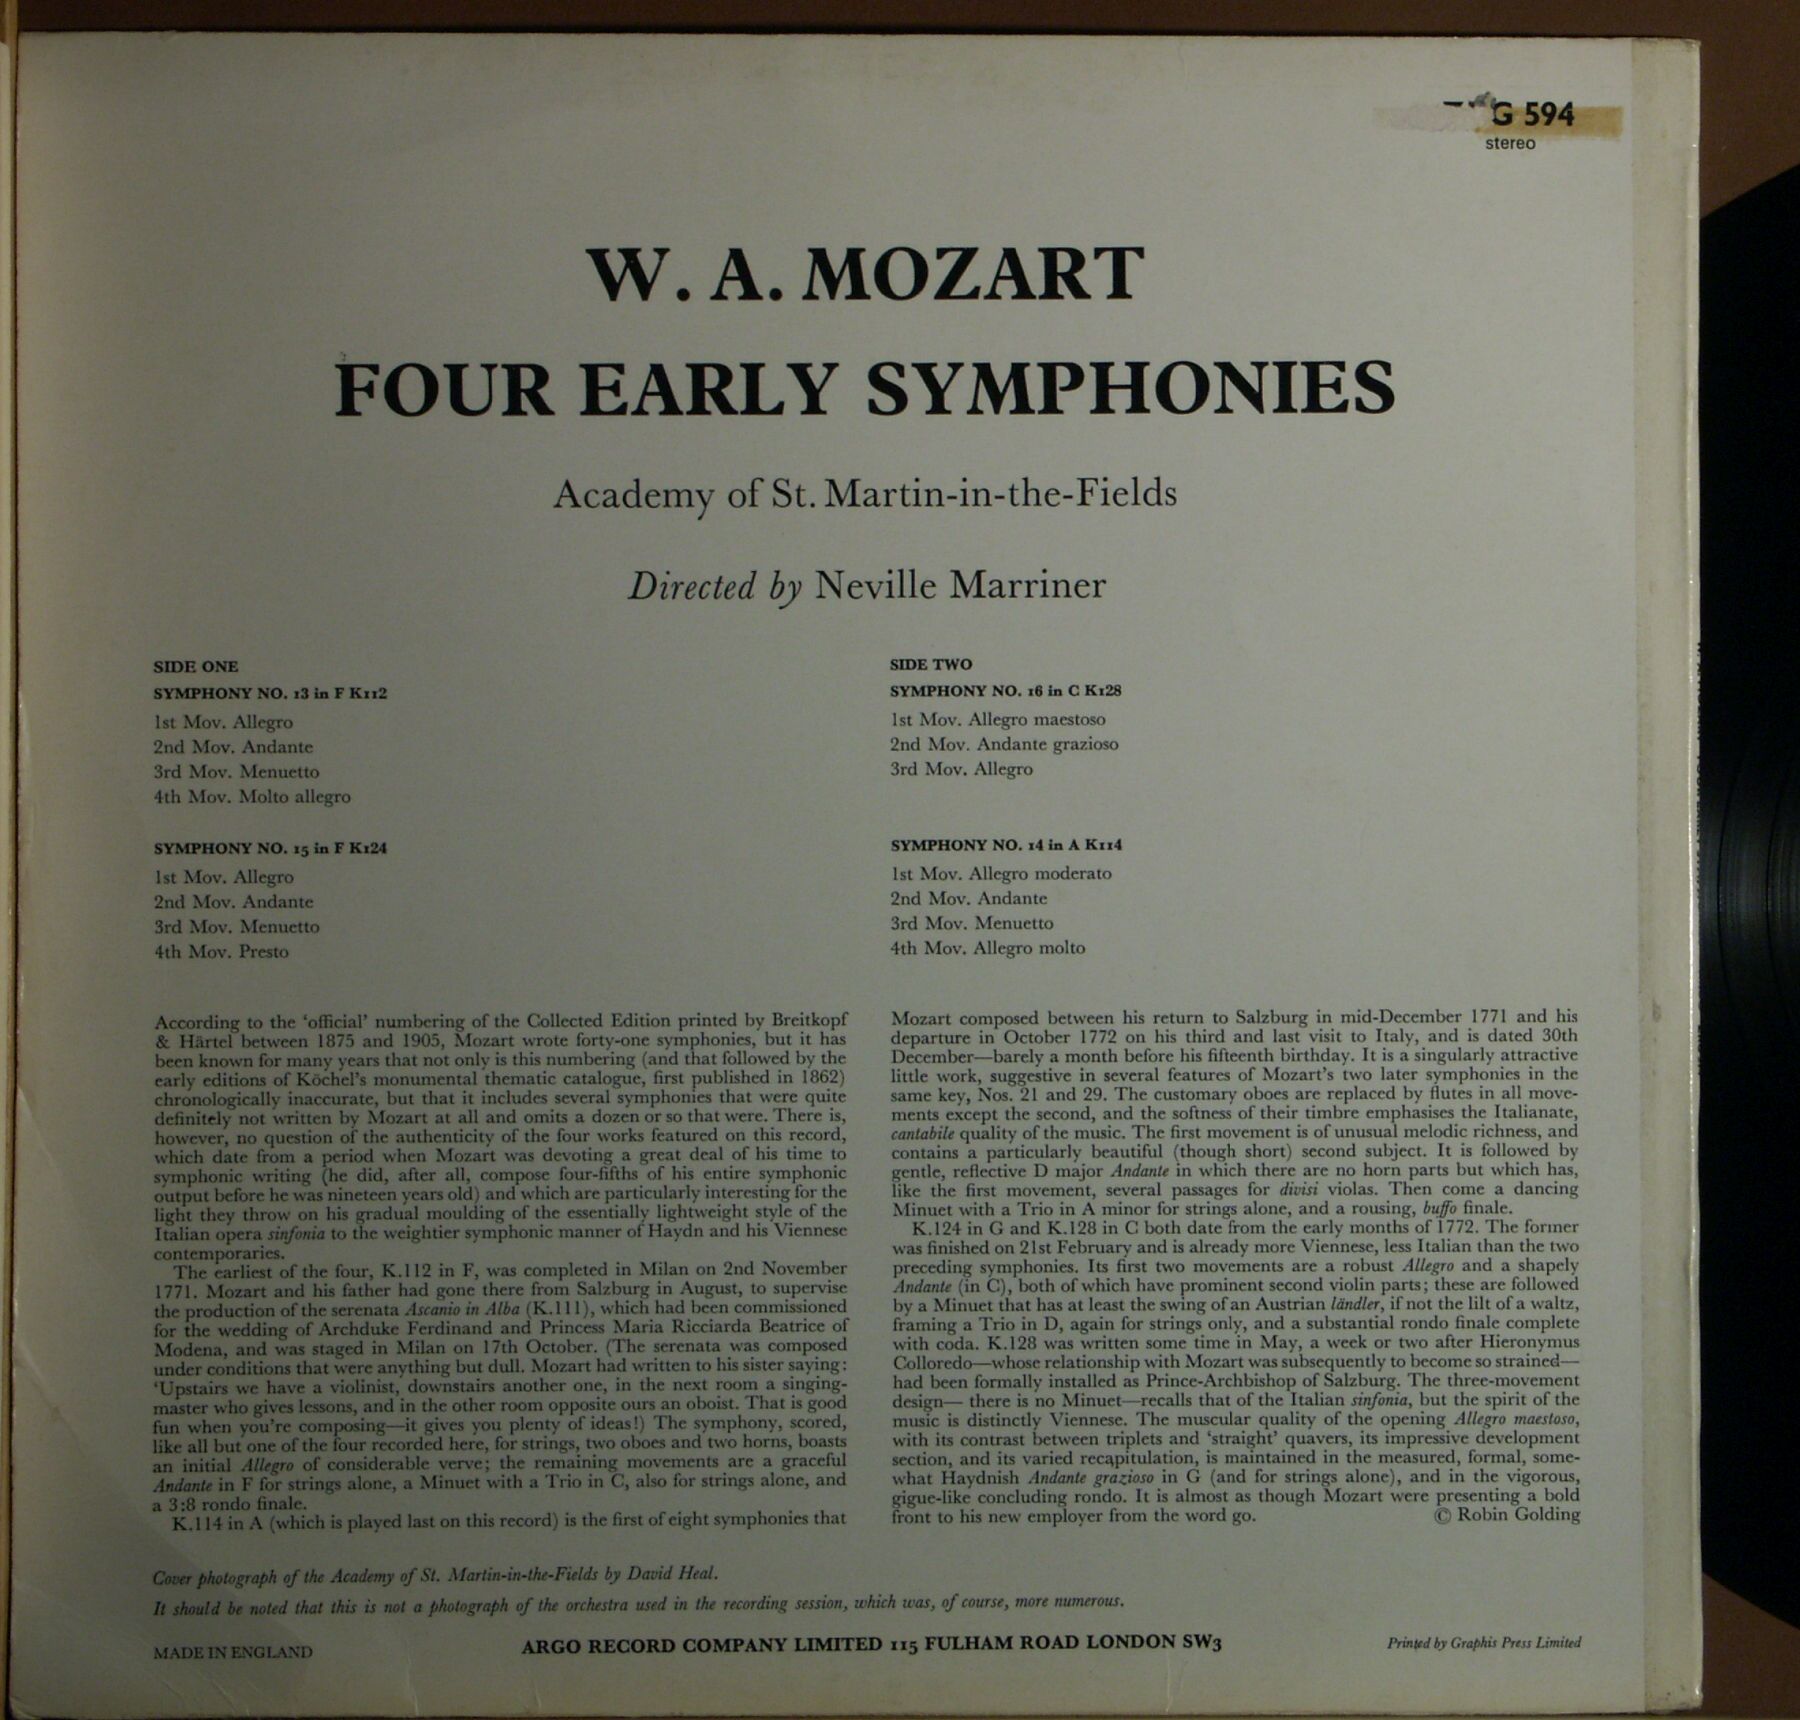 G 594
stereo
W. A. MOZART
FOUR EARLY SYMPHONIES
Academy of St. Martin-in-the-Fields
Directed by Neville Marriner
SIDE ONE
SYMPHONY NO. 13 in F K112
1st Mov. Allegro
2nd Mov. Andante
3rd Mov. Menuetto
4th Mov. Molto allegro
SYMPHONY NO. 15 in F K124
1st Mov. Allegro
2nd Mov. Andante
3rd Mov. Menuetto
4th Mov. Presto
SIDE TWO
SYMPHONY NO. 16 in C K128
1st Mov. Allegro maestoso
2nd Mov. Andante grazioso
3rd Mov. Allegro
SYMPHONY NO. 14 in A K114
1st Mov. Allegro moderato
2nd Mov. Andante
3rd Mov. Menuetto
4th Mov. Allegro molto
According to the ‘official’ numbering of the Collected Edition printed by Breitkopf
& Härtel between 1875 and 1905, Mozart wrote forty-one symphonies, but it has
been known for many years that not only is this numbering (and that followed by the
early editions of Köchel's monumental thematic catalogue, first published in 1862)
chronologically inaccurate, but that it includes several symphonies that were quite
definitely not written by Mozart at all and omits a dozen or so that were. There is,
however, no question of the authenticity of the four works featured on this record,
which date from a period when Mozart was devoting a great deal of his time to
symphonic writing (he did, after all, compose four-fifths of his entire symphonic
output before he was nineteen years old) and which are particularly interesting for the
light they throw on his gradual moulding of the essentially lightweight style of the
Italian opera sinfonia to the weightier symphonic manner of Haydn and his Viennese
contemporaries.
The earliest of the four, K.112 in F, was completed in Milan on 2nd November
1771. Mozart and his father had gone there from Salzburg in August, to supervise
the production of the serenata Ascanio in Alba (K.111), which had been commissioned
for the wedding of Archduke Ferdinand and Princess Maria Ricciarda Beatrice of
Modena, and was staged in Milan on 17th October. (The serenata was composed
under conditions that were anything but dull. Mozart had written to his sister saying:
‘Upstairs we have a violinist, downstairs another one, in the next room a singing-
master who gives lessons, and in the other room opposite ours an oboist. That is good
fun when you're composing—it gives you plenty of ideas!) The symphony, scored,
like all but one of the four recorded here, for strings, two oboes and two horns, boasts
an initial Allegro of considerable verve; the remaining movements are a graceful
Andante in F for strings alone, a Minuet with a Trio in C, also for strings alone, and
a 3:8 rondo finale.
K.114 in A (which is played last on this record) is the first of eight symphonies that
Mozart composed between his return to Salzburg in mid-December 1771 and his
departure in October 1772 on his third and last visit to Italy, and is dated 30th
December—barely a month before his fifteenth birthday. It is a singularly attractive
little work, suggestive in several features of Mozart's two later symphonies in the
same key, Nos. 21 and 29. The customary oboes are replaced by flutes in all move-
ments except the second, and the softness of their timbre emphasises the Italianate,
cantabile quality of the music. The first movement is of unusual melodic richness, and
contains a particularly beautiful (though short) second subject. It is followed by
gentle, reflective D major Andante in which there are no horn parts but which has,
like the first movement, several passages for divisi violas. Then come a dancing
Minuet with a Trio in A minor for strings alone, and a rousing, buffo finale.
K.124 in G and K.128 in C both date from the early months of 1772. The former
was finished on 21st February and is already more Viennese, less Italian than the two
preceding symphonies. Its first two movements are a robust Allegro and a shapely
Andante (in C), both of which have prominent second violin parts; these are followed
by a Minuet that has at least the swing of an Austrian ländler, if not the lilt of a waltz,
framing a Trio in D, again for strings only, and a substantial rondo finale complete
with coda. K.128 was written some time in May, a week or two after Hieronymus
Colloredo—whose relationship with Mozart was subsequently to become so strained—
had been formally installed as Prince-Archbishop of Salzburg. The three-movement
design— there is no Minuet—recalls that of the Italian sinfonia, but the spirit of the
music is distinctly Viennese. The muscular quality of the opening Allegro maestoso,
with its contrast between triplets and ‘straight’ quavers, its impressive development
section, and its varied recapitulation, is maintained in the measured, formal, some-
what Haydnish Andante grazioso in G (and for strings alone), and in the vigorous,
gigue-like concluding rondo. It is almost as though Mozart were presenting a bold
front to his new employer from the word go. © Robin Golding
Cover photograph of the Academy of St. Martin-in-the-Fields by David Heal.
It should be noted that this is not a photograph of the orchestra used in the recording session, which was, of course, more numerous.
MADE IN ENGLAND
ARGO RECORD COMPANY LIMITED 115 FULHAM ROAD LONDON SW3
Printed by Graphis Press Limited